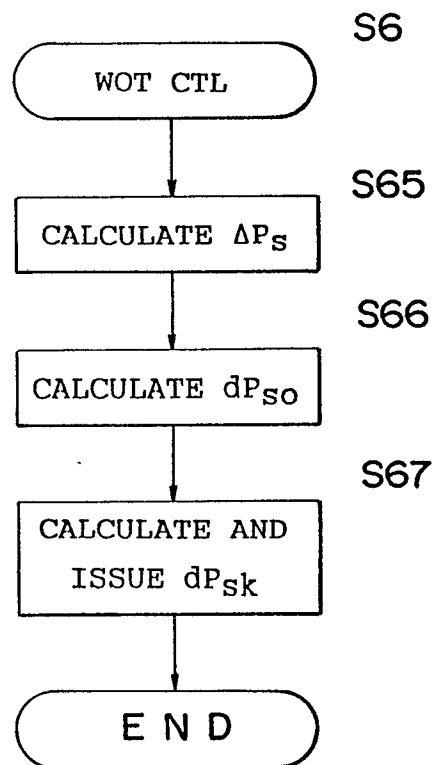 S6
WOT CTL
S65
CALCULATE ΔPs
S66
CALCULATE dPso
S67
CALCULATE AND
ISSUE dPsk
END